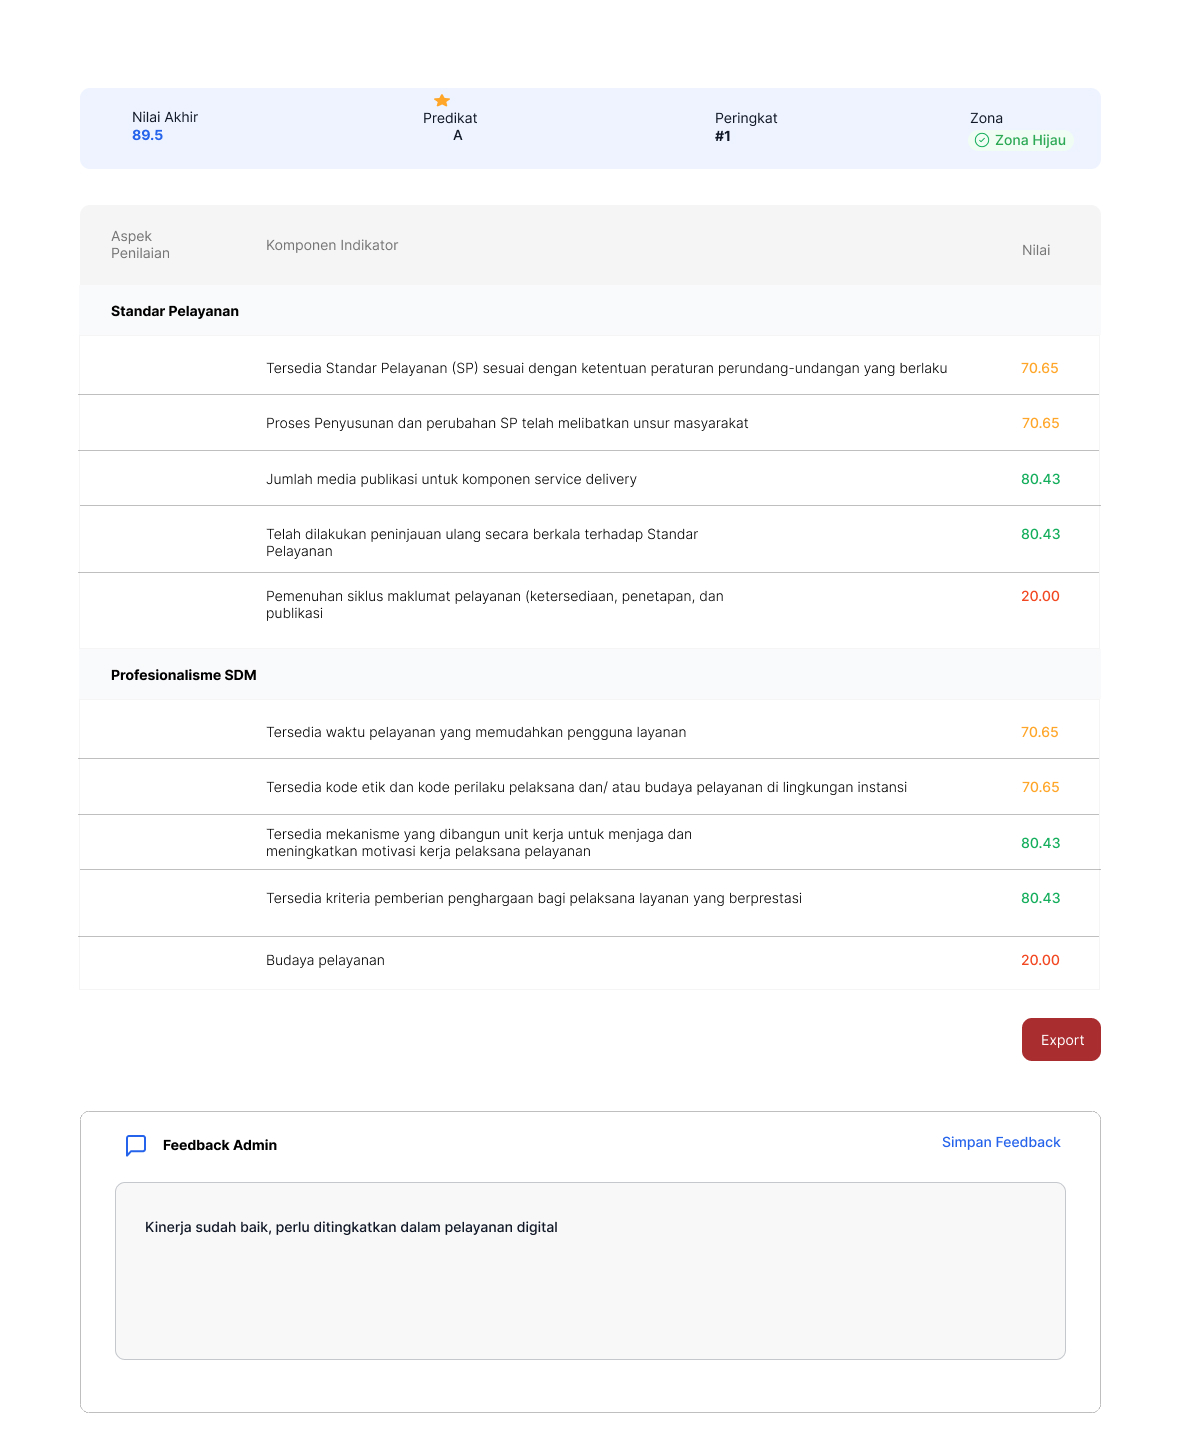 Nilai Akhir
89.5
Predikat
A
Peringkat
#1
Zona
Zona Hijau
Aspek
Penilaian
Komponen Indikator
Nilai
Standar Pelayanan
Tersedia Standar Pelayanan (SP) sesuai dengan ketentuan peraturan perundang-undangan yang berlaku
70.65
Proses Penyusunan dan perubahan SP telah melibatkan unsur masyarakat
70.65
Jumlah media publikasi untuk komponen service delivery
80.43
Telah dilakukan peninjauan ulang secara berkala terhadap Standar
Pelayanan
80.43
Pemenuhan siklus maklumat pelayanan (ketersediaan, penetapan, dan
publikasi
20.00
Profesionalisme SDM
Tersedia waktu pelayanan yang memudahkan pengguna layanan
70.65
Tersedia kode etik dan kode perilaku pelaksana dan/ atau budaya pelayanan di lingkungan instansi
70.65
Tersedia mekanisme yang dibangun unit kerja untuk menjaga dan
meningkatkan motivasi kerja pelaksana pelayanan
80.43
Tersedia kriteria pemberian penghargaan bagi pelaksana layanan yang berprestasi
80.43
Budaya pelayanan
20.00
Export
Feedback Admin
Simpan Feedback
Kinerja sudah baik, perlu ditingkatkan dalam pelayanan digital